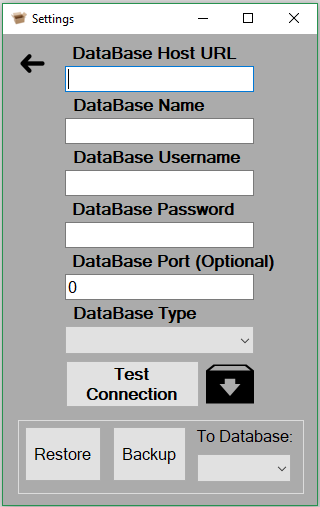 Settings
DataBase Host URL
DataBase Name
DataBase Username
DataBase Password
DataBase Port (Optional)
0
DataBase Type
Test
Connection
To Database:
Restore
Backup